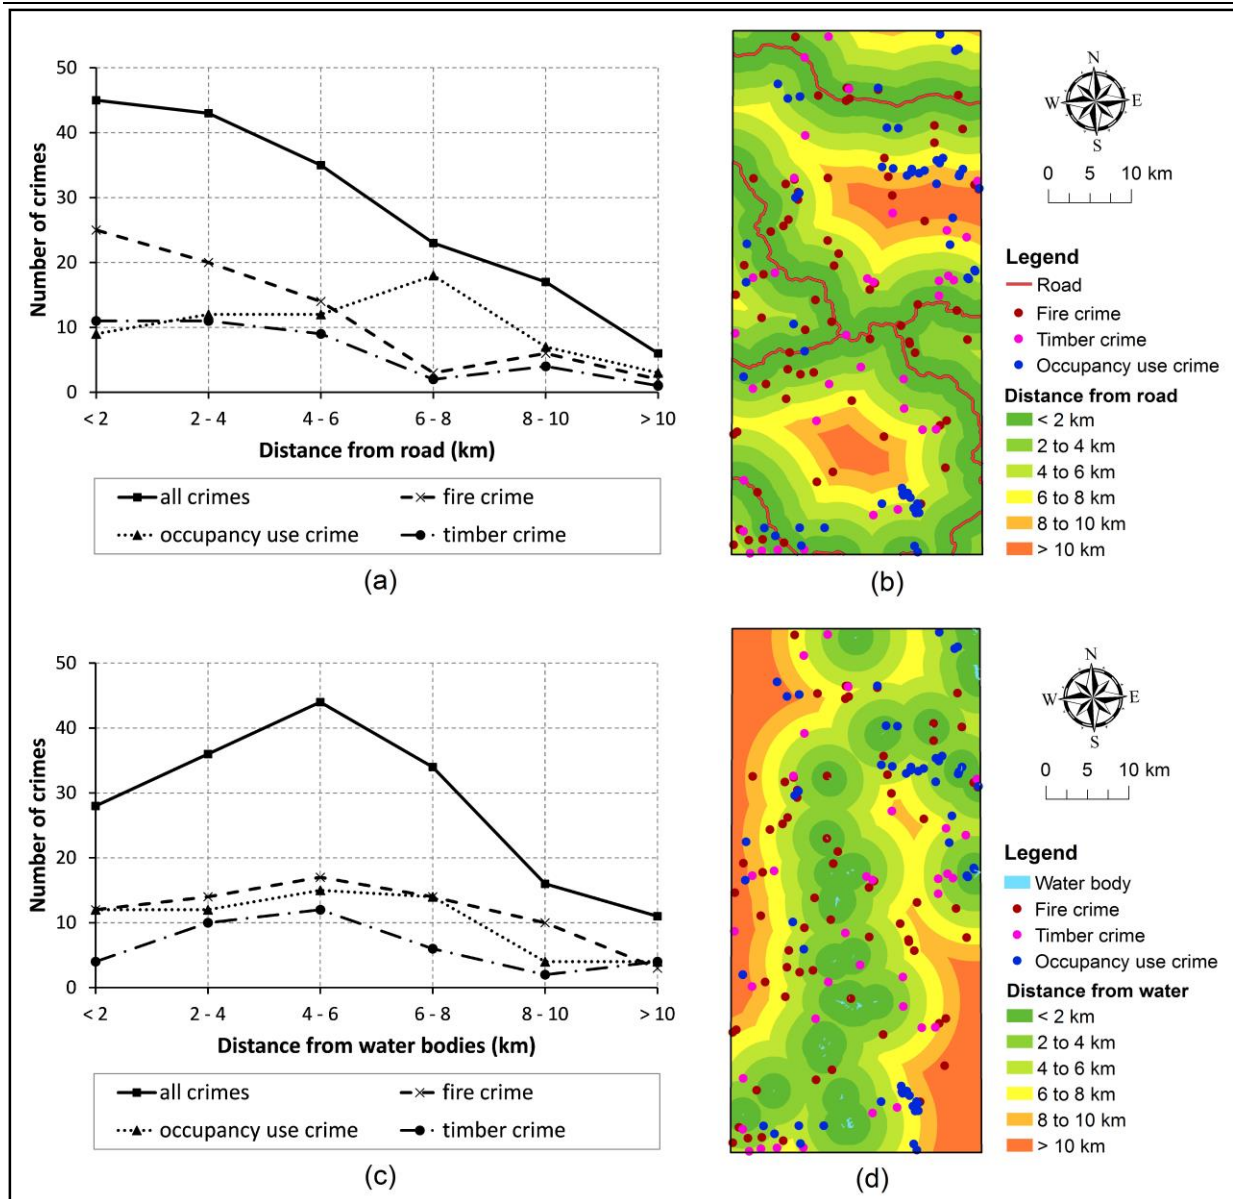 50
40
30
20
10
0
Number of crimes
< 2
2 - 4
4 - 6
6 - 8
8 - 10
> 10
Distance from road (km)
all crimes
fire crime
occupancy use crime
timber crime
(a)
N
W
E
S
0 5 10 km
Legend
Road
Fire crime
Timber crime
Occupancy use crime
Distance from road
< 2 km
2 to 4 km
4 to 6 km
6 to 8 km
8 to 10 km
> 10 km
(b)
50
40
30
20
10
0
Number of crimes
< 2
2 - 4
4 - 6
6 - 8
8 - 10
> 10
Distance from water bodies (km)
all crimes
fire crime
occupancy use crime
timber crime
(c)
N
W
E
S
0 5 10 km
Legend
Water body
Fire crime
Timber crime
Occupancy use crime
Distance from water
< 2 km
2 to 4 km
4 to 6 km
6 to 8 km
8 to 10 km
> 10 km
(d)